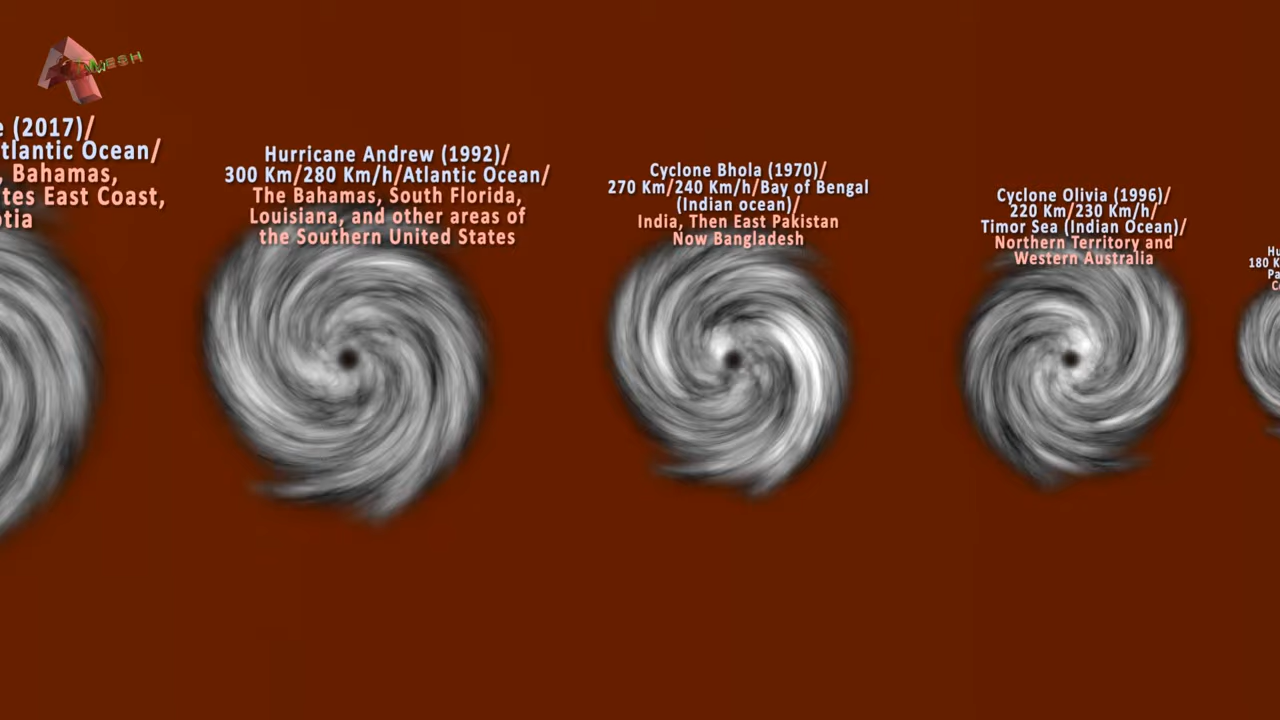 e (2017)/
tlantic Ocean/
, Bahamas,
tes East Coast,
otia
Hurricane Andrew (1992)/
300 Km/280 Km/h/Atlantic Ocean/
The Bahamas, South Florida,
Louisiana, and other areas of
the Southern United States
Cyclone Bhola (1970)/
270 Km/240 Km/h/Bay of Bengal
(Indian ocean)/
India, Then East Pakistan
Now Bangladesh
Cyclone Olivia (1996)/
220 Km/230 Km/h/
Timor Sea (Indian Ocean)/
Northern Territory and
Western Australia
Hu
180 K
Pa
C